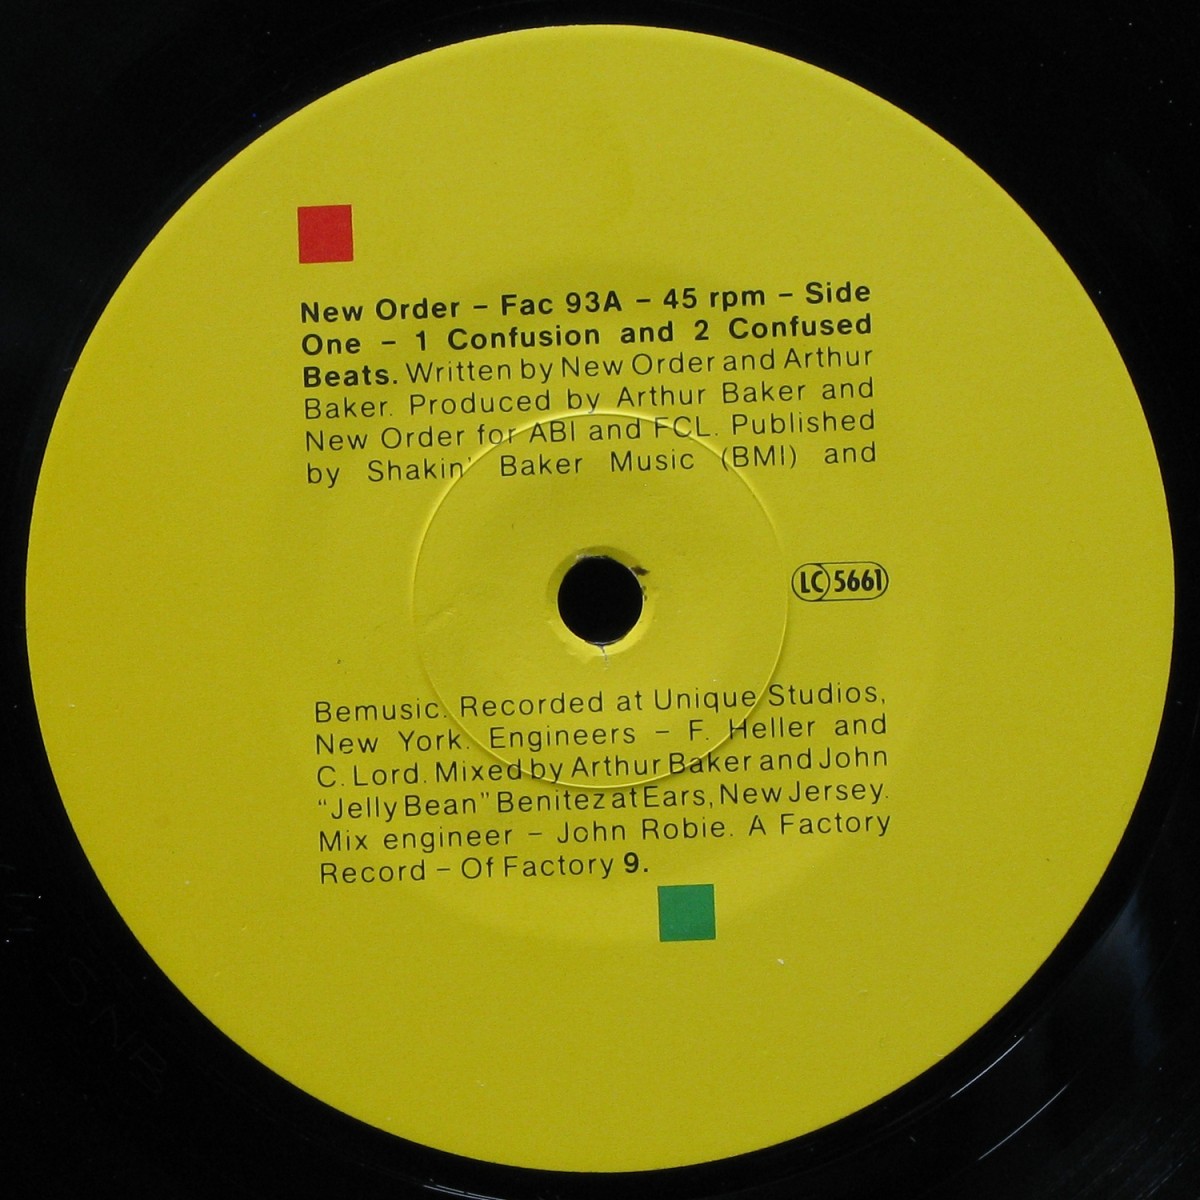 New Order – Fac 93A – 45 rpm – Side
One – 1 Confusion and 2 Confused
Beats. Written by New Order and Arthur
Baker. Produced by Arthur Baker and
New Order for ABI and FCL. Published
by Shakin' Baker Music (BMI) and
LC 5661
Bemusic. Recorded at Unique Studios,
New York. Engineers – F. Heller and
C. Lord. Mixed by Arthur Baker and John
“Jelly Bean” Benitez at Ears, New Jersey.
Mix engineer – John Robie. A Factory
Record – Of Factory 9.